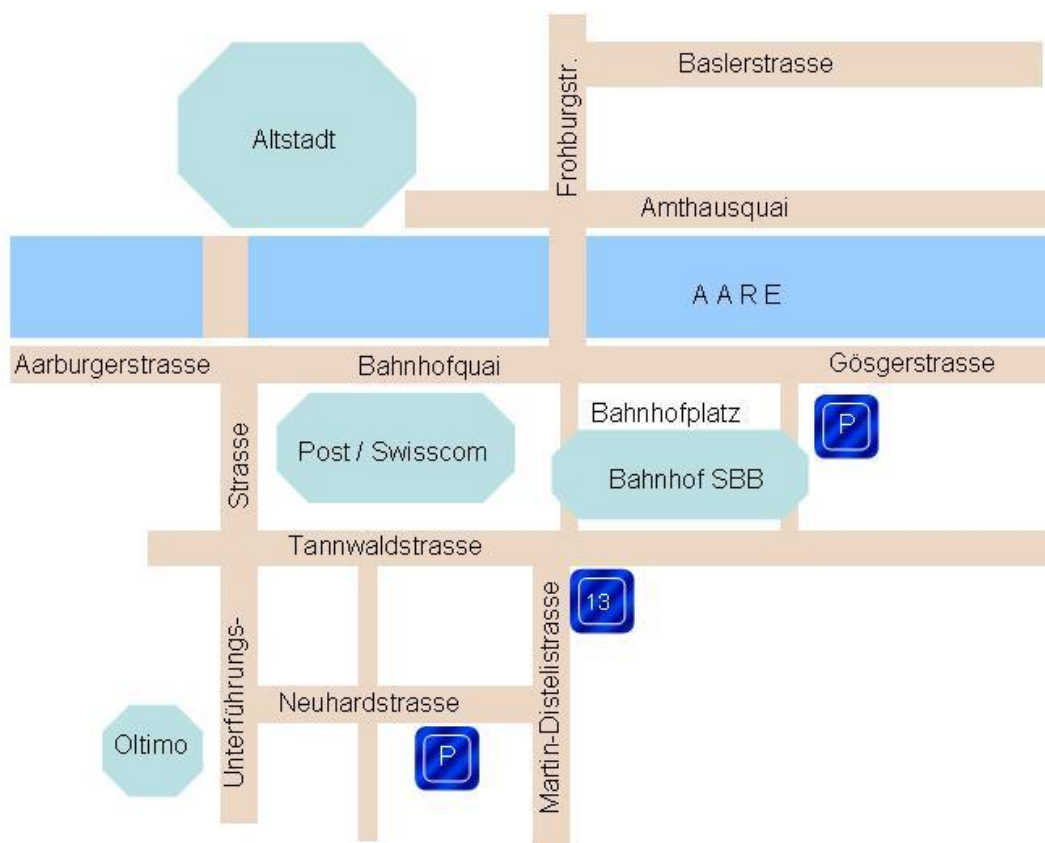 Baslerstrasse
Frohburgstr.
Altstadt
Amthausquai
A A R E
Aarburgerstrasse
Bahnhofquai
Gösgerstrasse
Bahnhofplatz
P
Post / Swisscom
Bahnhof SBB
Unterführungs-
Strasse
Tannwaldstrasse
13
Martin-Distelistrasse
Neuhardstrasse
Oltimo
P